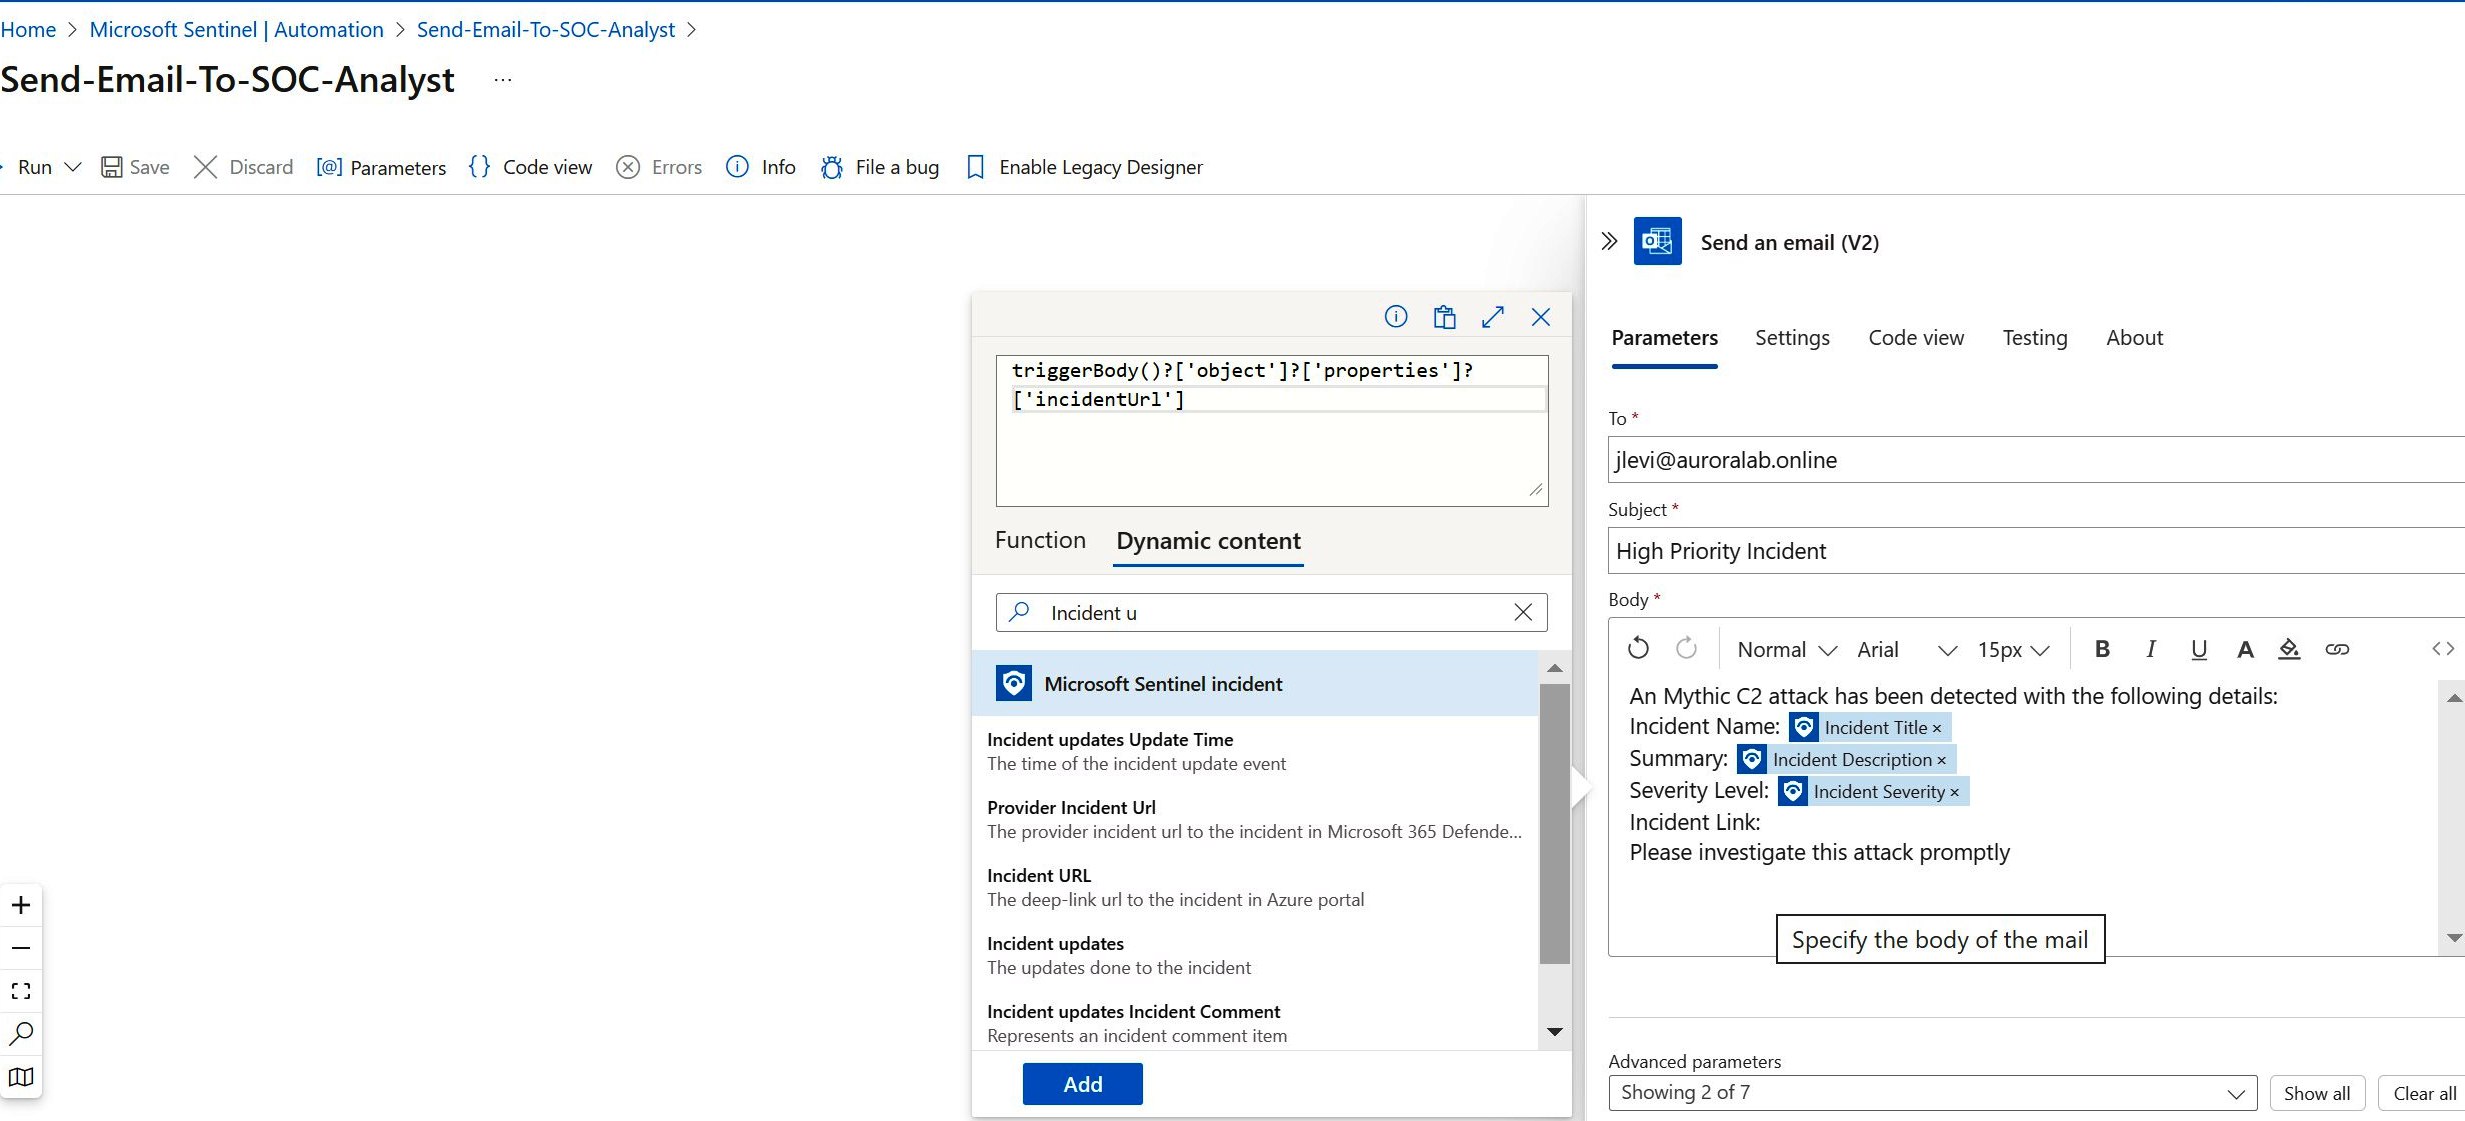 Home > Microsoft Sentinel | Automation > Send-Email-To-SOC-Analyst >
Send-Email-To-SOC-Analyst ...
Run Save Discard [@] Parameters {} Code view Errors Info File a bug Enable Legacy Designer
triggerBody()?['object']?['properties']?
['incidentUrl']
Function Dynamic content
Incident u
Microsoft Sentinel incident
Incident updates Update Time
The time of the incident update event
Provider Incident Url
The provider incident url to the incident in Microsoft 365 Defende...
Incident URL
The deep-link url to the incident in Azure portal
Incident updates
The updates done to the incident
Incident updates Incident Comment
Represents an incident comment item
Add
Send an email (V2)
Parameters Settings Code view Testing About
To *
jlevi@auroralab.online
Subject *
High Priority Incident
Body *
Normal Arial 15px B I U A <>
An Mythic C2 attack has been detected with the following details:
Incident Name: Incident Title ×
Summary: Incident Description ×
Severity Level: Incident Severity ×
Incident Link:
Please investigate this attack promptly
Specify the body of the mail
Advanced parameters
Showing 2 of 7 Show all Clear all